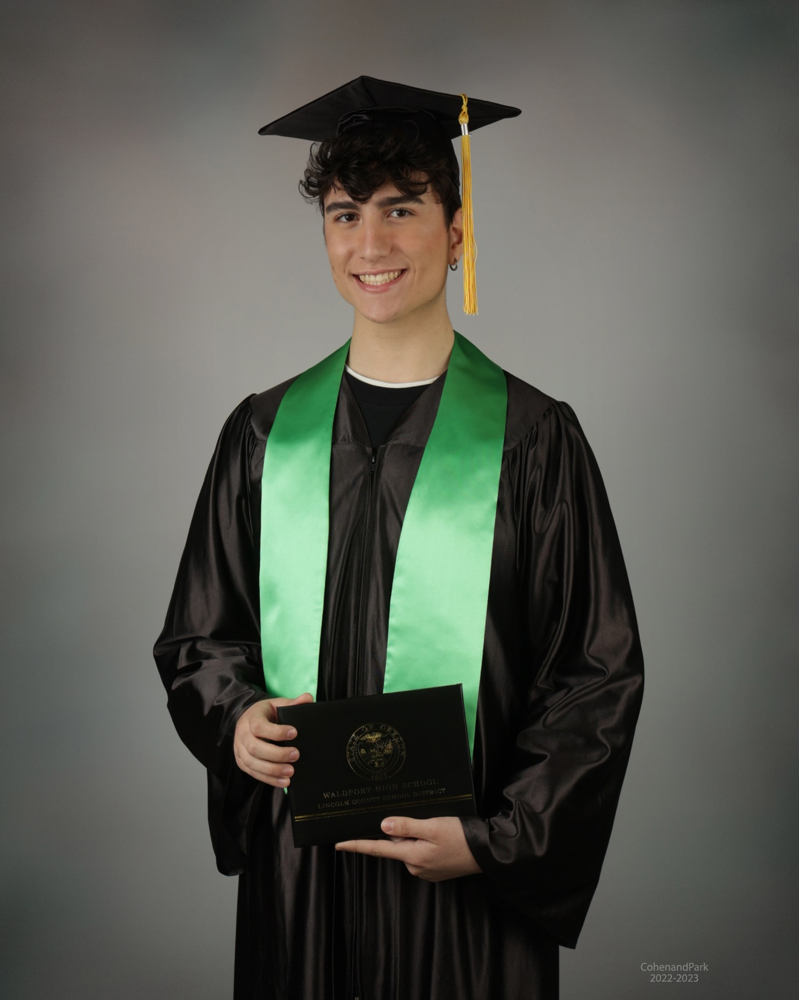 STATE OF OREGON
1859
WALDPORT HIGH SCHOOL
LINCOLN COUNTY SCHOOL DISTRICT
CohenandPark
2022-2023